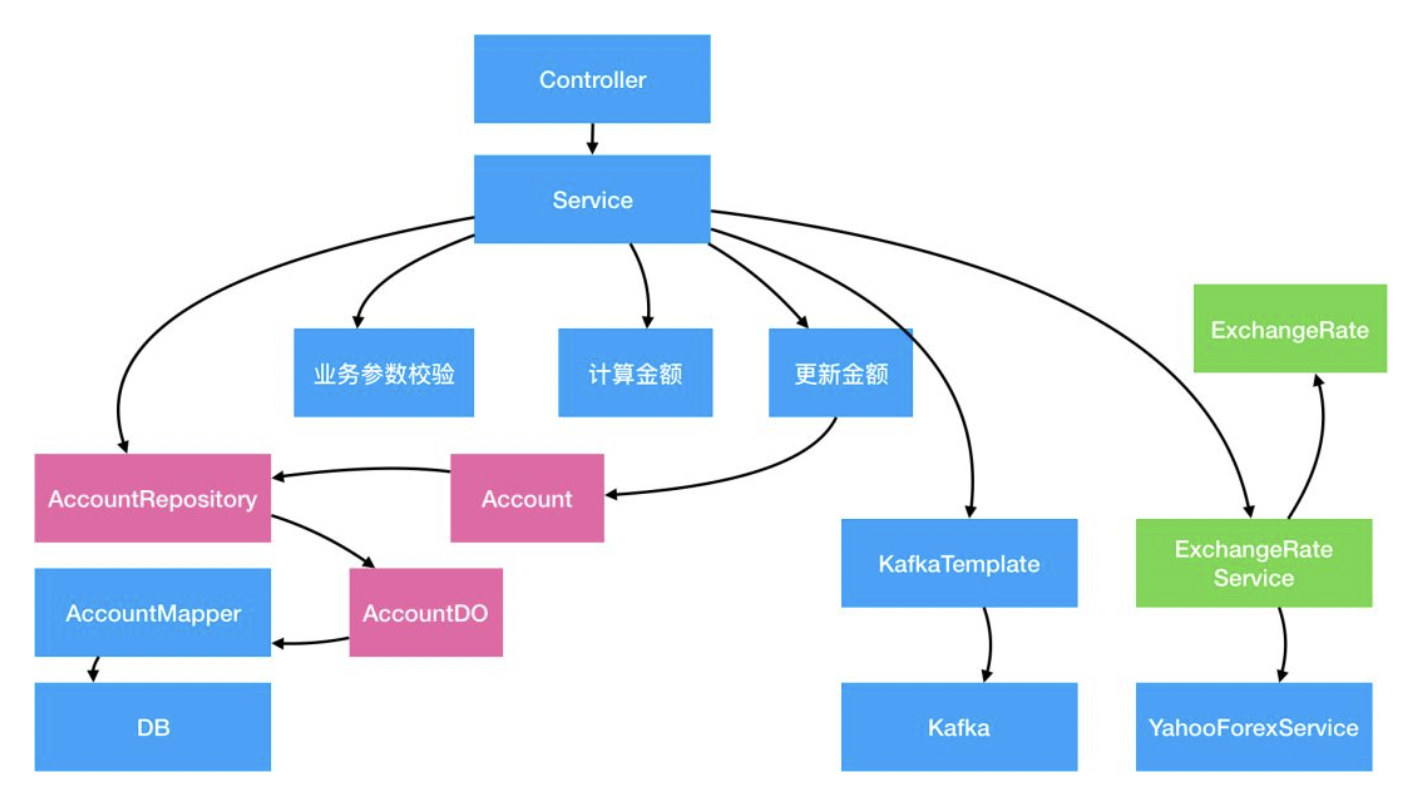 Controller
Service
ExchangeRate
业务参数校验
计算金额
更新金额
AccountRepository
Account
KafkaTemplate
ExchangeRate
Service
AccountMapper
AccountDO
DB
Kafka
YahooForexService